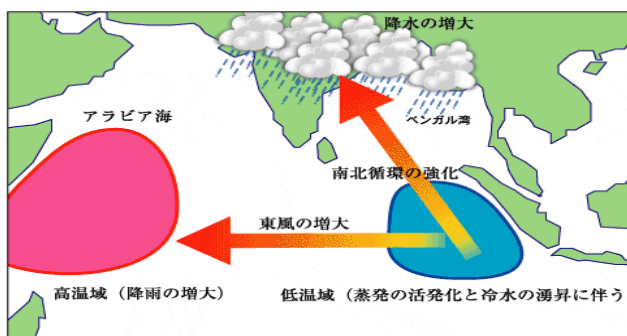 降水の増大
アラビア海
ベンガル湾
南北循環の強化
東風の増大
高温域（降雨の増大）
低温域（蒸発の活発化と冷水の湧昇に伴う